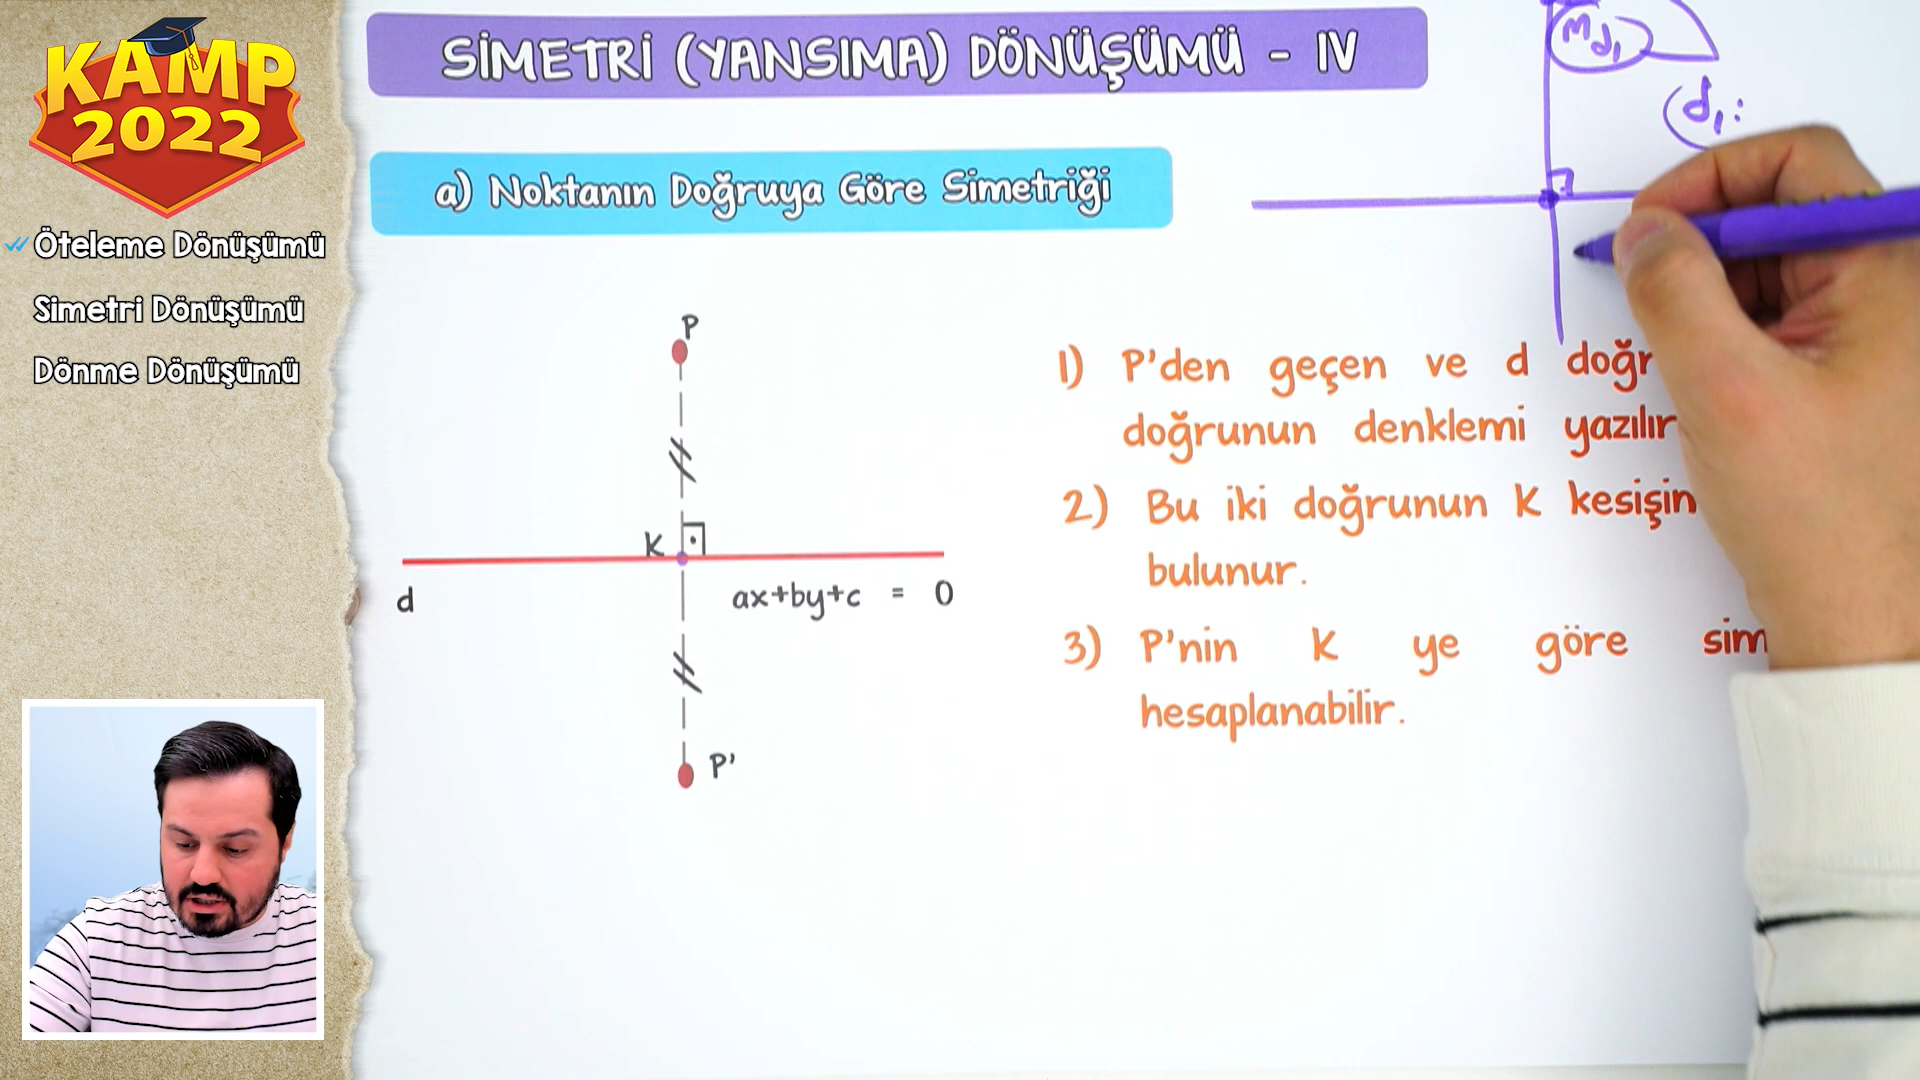 KAMP
2022
Öteleme Dönüşümü
Simetri Dönüşümü
Dönme Dönüşümü
SİMETRİ (YANSIMA) DÖNÜŞÜMÜ - IV
a) Noktanın Doğruya Göre Simetriği
m d₁
(d₁:
P
K
d
ax+by+c = 0
P'
1) P'den geçen ve d doğr
doğrunun denklemi yazılır
2) Bu iki doğrunun K kesişin
bulunur.
3) P'nin K ye göre sim
hesaplanabilir.